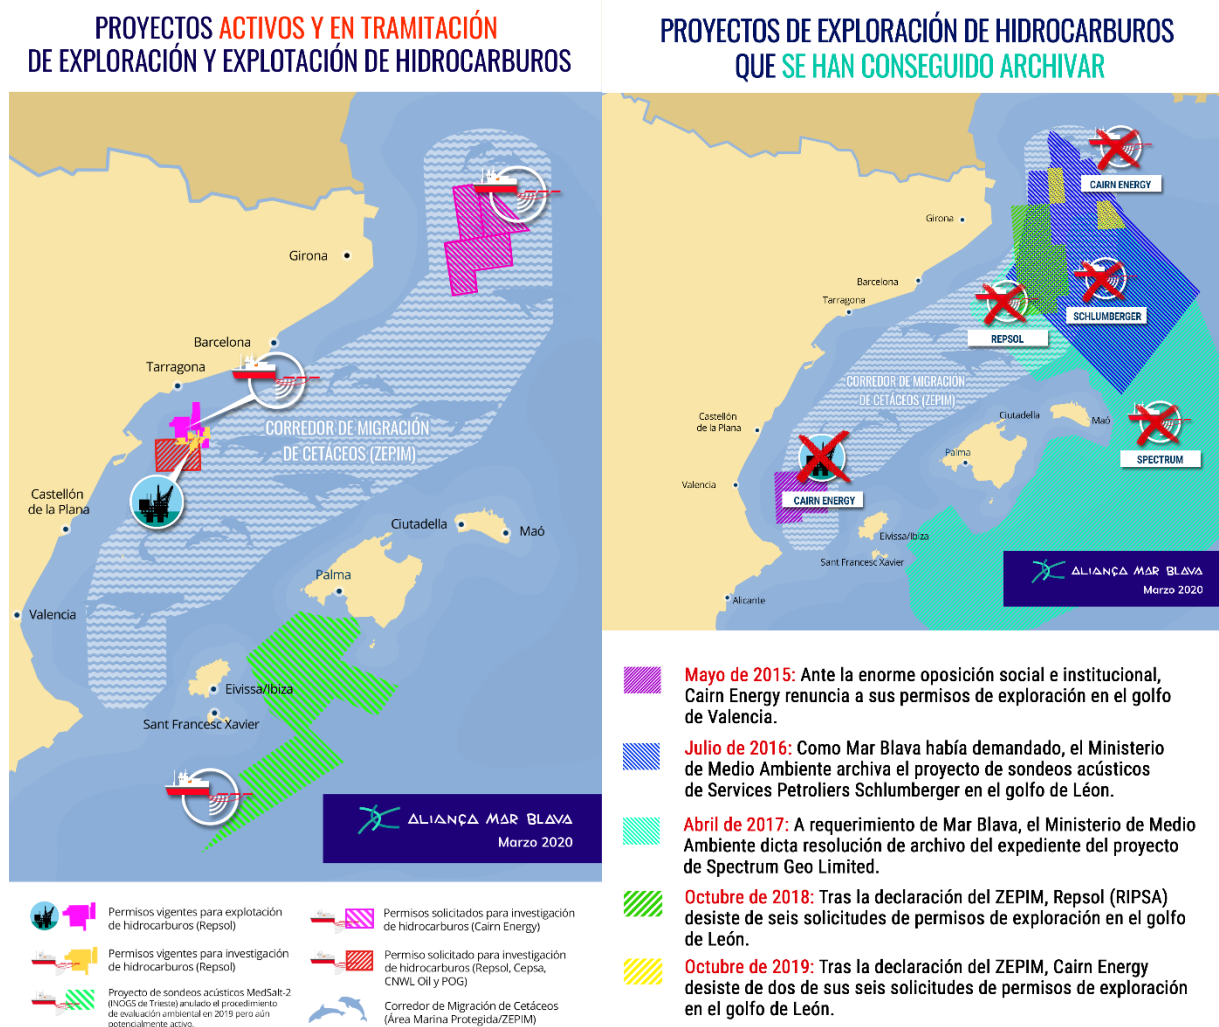 PROYECTOS ACTIVOS Y EN TRAMITACIÓN
DE EXPLORACIÓN Y EXPLOTACIÓN DE HIDROCARBUROS
Girona
Barcelona
Tarragona
CORREDOR DE MIGRACIÓN
DE CETÁCEOS (ZEPIM)
Castellón
de la Plana
Ciutadella
Maó
Palma
Valencia
Eivissa/Ibiza
Sant Francesc Xavier
ALIANÇA MAR BLAVA
Marzo 2020
Permisos vigentes para explotación
de hidrocarburos (Repsol)
Permisos vigentes para investigación
de hidrocarburos (Repsol)
Proyecto de sondeos acústicos MedSalt-2
(INOGS de Trieste) anulado el procedimiento
de evaluación ambiental en 2019 pero aún
potencialmente activo.
Permisos solicitados para investigación
de hidrocarburos (Cairn Energy)
Permiso solicitado para investigación
de hidrocarburos (Repsol, Cepsa,
CNWL Oil y POG)
Corredor de Migración de Cetáceos
(Área Marina Protegida/ZEPIM)
PROYECTOS DE EXPLORACIÓN DE HIDROCARBUROS
QUE SE HAN CONSEGUIDO ARCHIVAR
CAIRN ENERGY
Girona
Barcelona
Tarragona
SCHLUMBERGER
REPSOL
CORREDOR DE MIGRACIÓN
DE CETÁCEOS (ZEPIM)
Castellón
de la Plana
Ciutadella
Maó
Palma
SPECTRUM
Valencia
CAIRN ENERGY
Eivissa/Ibiza
Sant Francesc Xavier
Alicante
ALIANÇA MAR BLAVA
Marzo 2020
Mayo de 2015: Ante la enorme oposición social e institucional,
Cairn Energy renuncia a sus permisos de exploración en el golfo
de Valencia.
Julio de 2016: Como Mar Blava había demandado, el Ministerio
de Medio Ambiente archiva el proyecto de sondeos acústicos
de Services Petroliers Schlumberger en el golfo de Léon.
Abril de 2017: A requerimiento de Mar Blava, el Ministerio de Medio
Ambiente dicta resolución de archivo del expediente del proyecto
de Spectrum Geo Limited.
Octubre de 2018: Tras la declaración del ZEPIM, Repsol (RIPSA)
desiste de seis solicitudes de permisos de exploración en el golfo
de León.
Octubre de 2019: Tras la declaración del ZEPIM, Cairn Energy
desiste de dos de sus seis solicitudes de permisos de exploración
en el golfo de León.